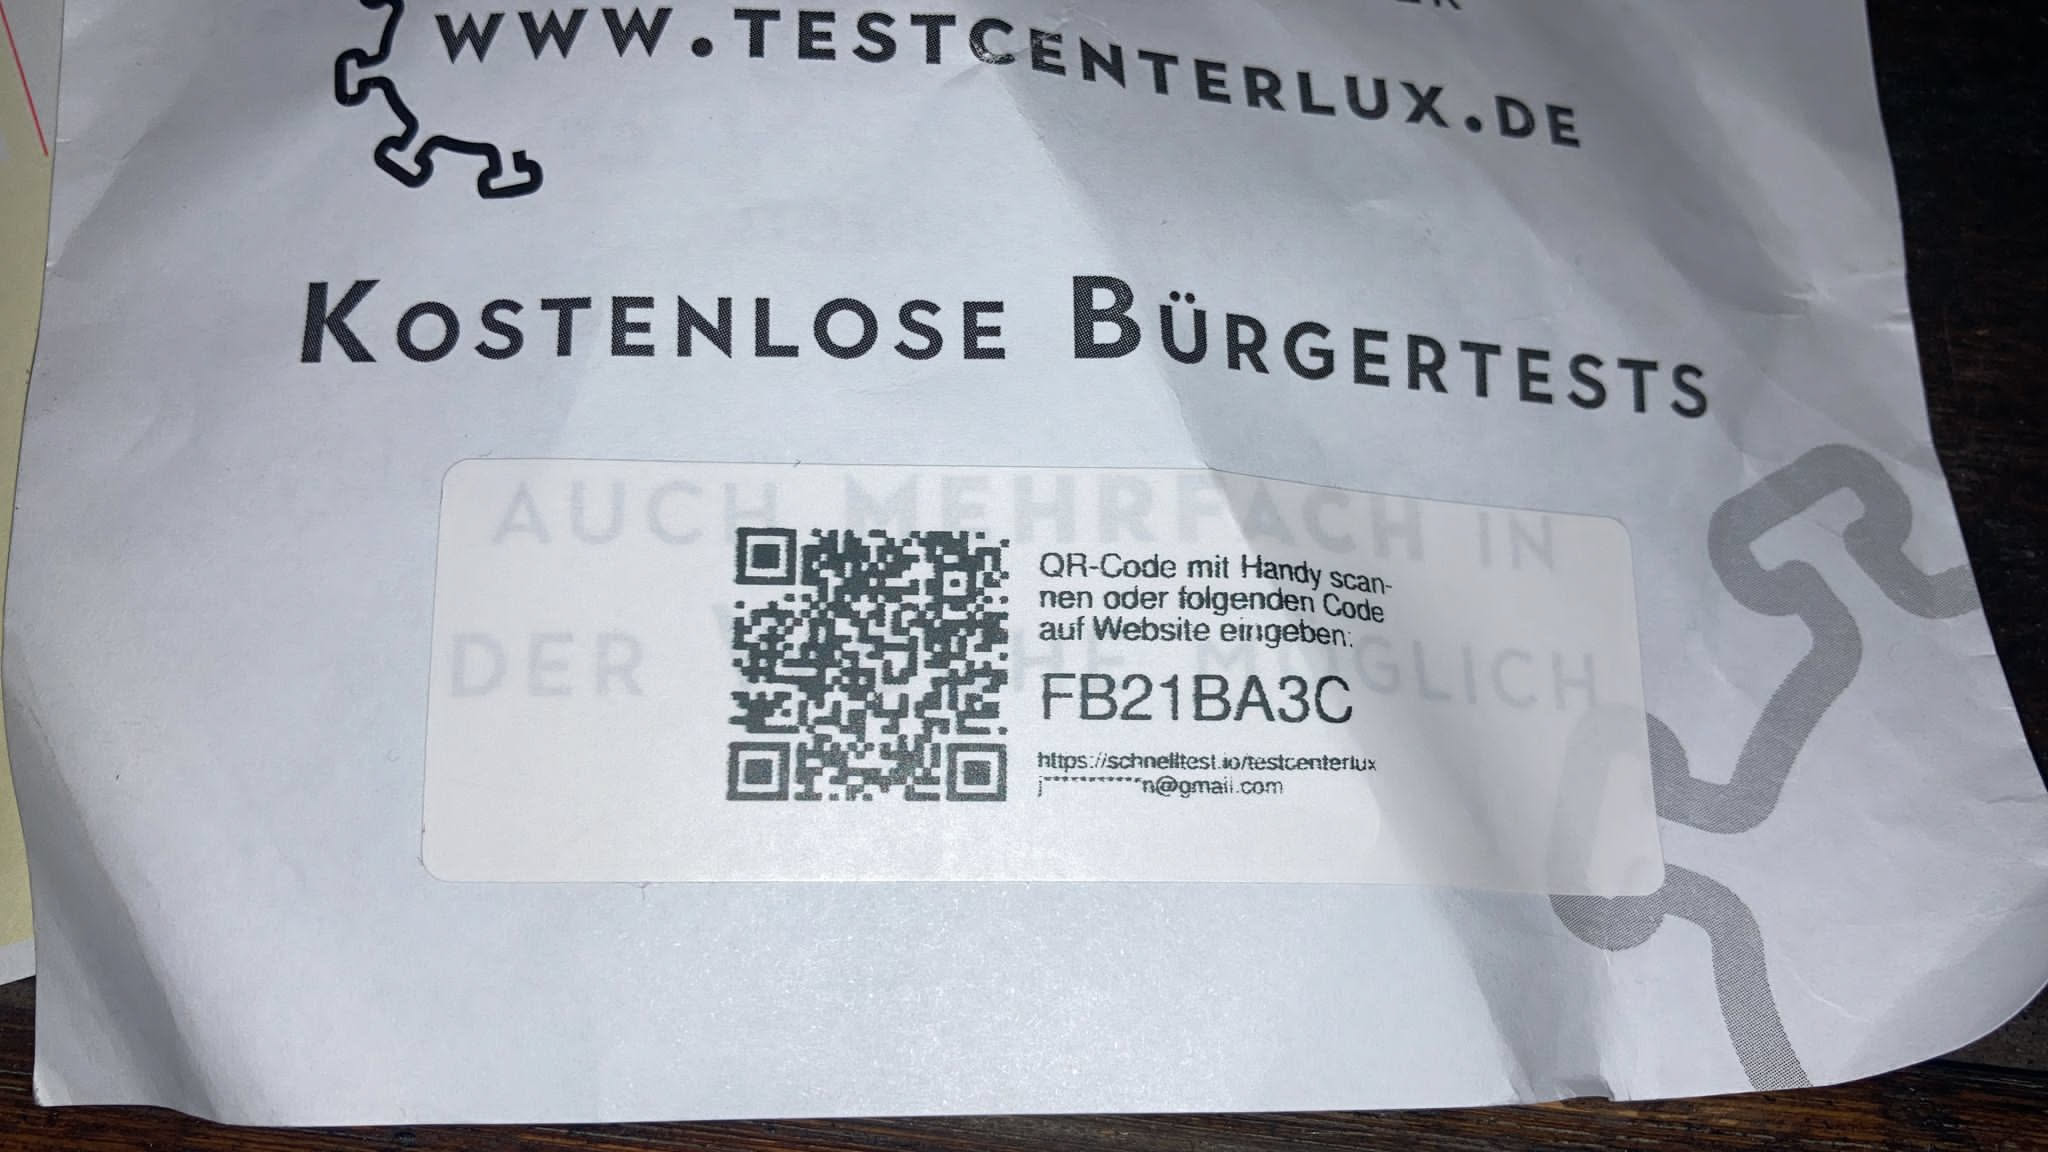 WWW.TESTCENTERLUX.DE
KOSTENLOSE BÜRGERTESTS
AUCH MEHRFACH IN
DER MÖGLICH
QR-Code mit Handy scan-
nen oder folgenden Code
auf Website eingeben:
FB21BA3C
https://schnelltest.io/testcenterlux
j***********n@gmail.com